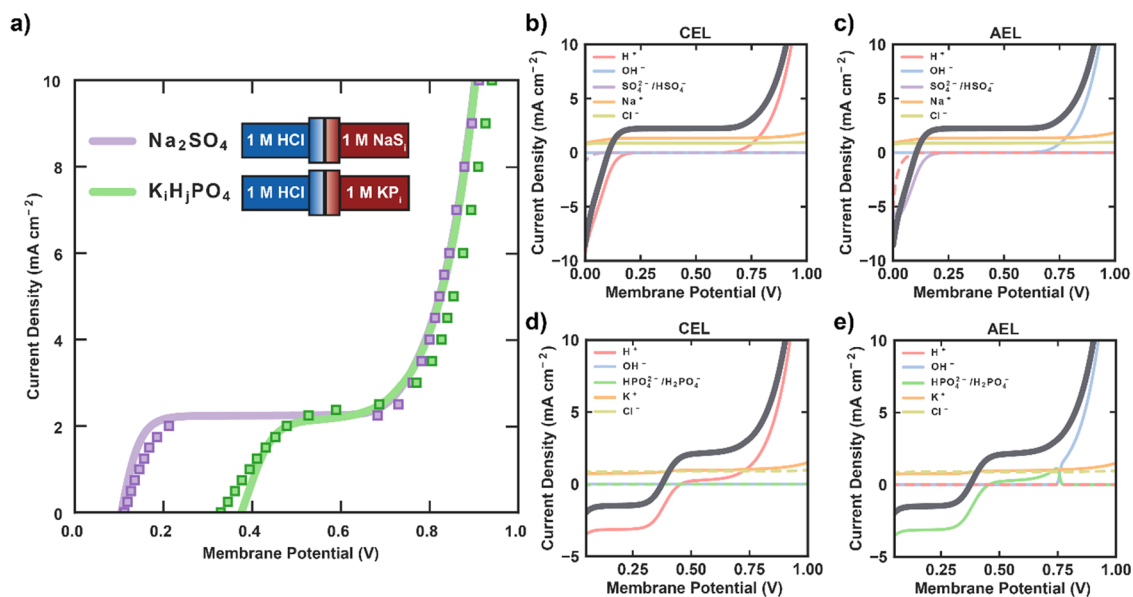 a)
10
8
6
4
2
0
0.0
0.2
0.4
0.6
0.8
1.0
Current Density (mA cm⁻²)
Membrane Potential (V)
Na₂SO₄
1 M HCl
1 M NaSᵢ
KᵢHⱼPO₄
1 M HCl
1 M KPᵢ
b)
CEL
10
5
0
−5
−10
0.00
0.25
0.50
0.75
1.00
Current Density (mA cm⁻²)
Membrane Potential (V)
H⁺
OH⁻
SO₄²⁻/HSO₄⁻
Na⁺
Cl⁻
c)
AEL
10
5
0
−5
−10
0.00
0.25
0.50
0.75
1.00
Current Density (mA cm⁻²)
Membrane Potential (V)
H⁺
OH⁻
SO₄²⁻/HSO₄⁻
Na⁺
Cl⁻
d)
CEL
10
5
0
−5
0.25
0.50
0.75
1.00
Current Density (mA cm⁻²)
Membrane Potential (V)
H⁺
OH⁻
HPO₄²⁻/H₂PO₄⁻
K⁺
Cl⁻
e)
AEL
10
5
0
−5
0.25
0.50
0.75
1.00
Current Density (mA cm⁻²)
Membrane Potential (V)
H⁺
OH⁻
HPO₄²⁻/H₂PO₄⁻
K⁺
Cl⁻